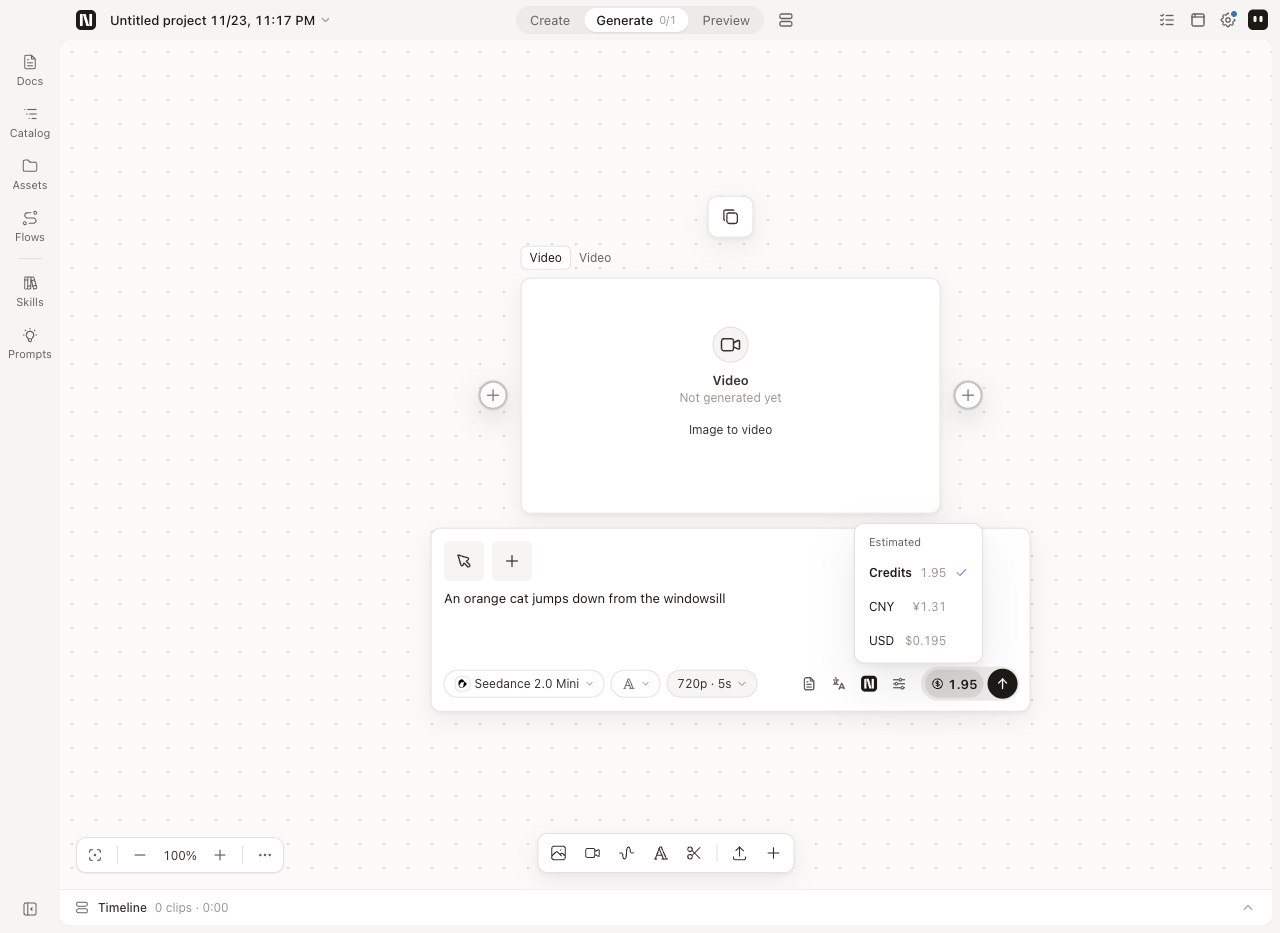 Untitled project 11/23, 11:17 PM
Create
Generate 0/1
Preview
Docs
Catalog
Assets
Flows
Skills
Prompts
Video Video
Video
Not generated yet
Image to video
Estimated
Credits 1.95
CNY ¥1.31
USD $0.195
An orange cat jumps down from the windowsill
Seedance 2.0 Mini
720p · 5s
1.95
100%
Timeline 0 clips · 0:00